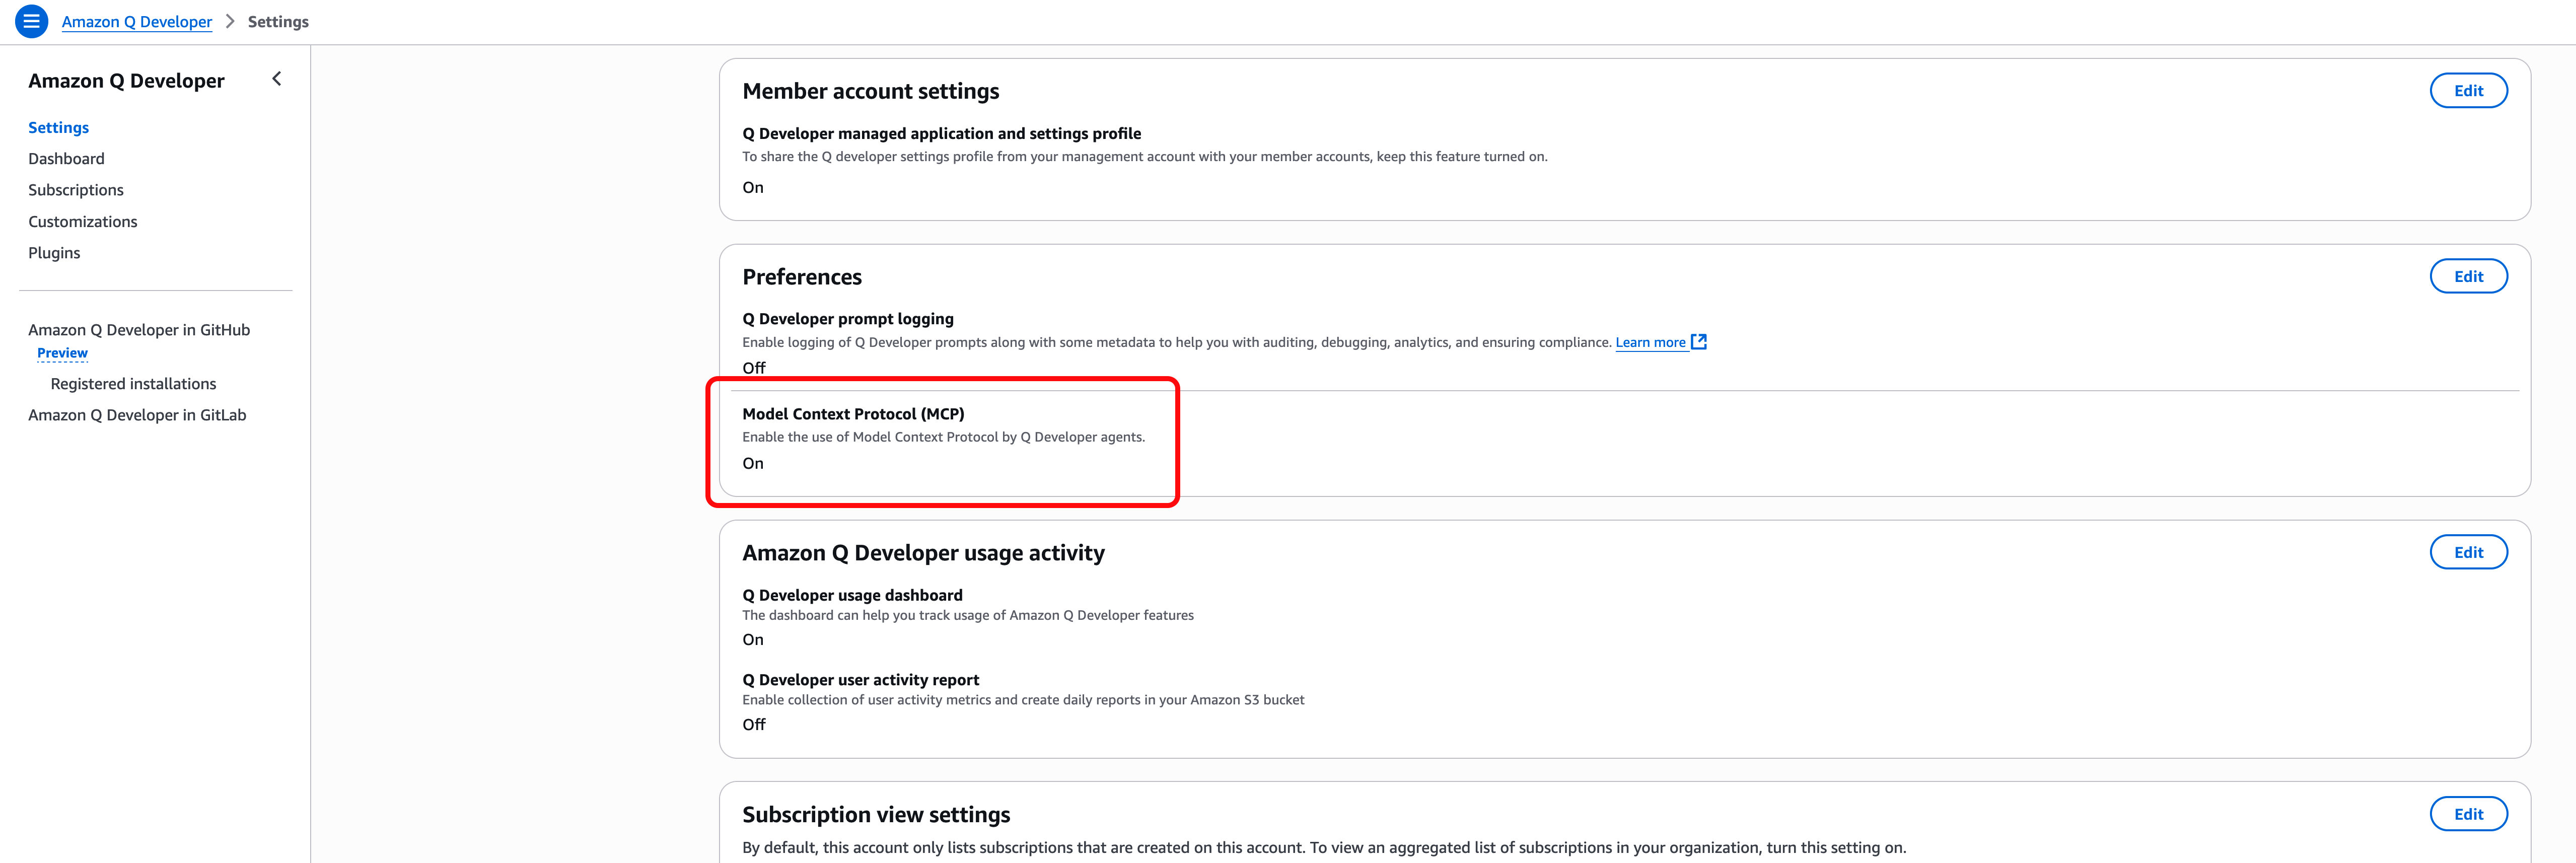 Amazon Q Developer > Settings
Amazon Q Developer
Settings
Dashboard
Subscriptions
Customizations
Plugins
Amazon Q Developer in GitHub
Preview
Registered installations
Amazon Q Developer in GitLab
Member account settings
Edit
Q Developer managed application and settings profile
To share the Q developer settings profile from your management account with your member accounts, keep this feature turned on.
On
Preferences
Edit
Q Developer prompt logging
Enable logging of Q Developer prompts along with some metadata to help you with auditing, debugging, analytics, and ensuring compliance. Learn more
Off
Model Context Protocol (MCP)
Enable the use of Model Context Protocol by Q Developer agents.
On
Amazon Q Developer usage activity
Edit
Q Developer usage dashboard
The dashboard can help you track usage of Amazon Q Developer features
On
Q Developer user activity report
Enable collection of user activity metrics and create daily reports in your Amazon S3 bucket
Off
Subscription view settings
Edit
By default, this account only lists subscriptions that are created on this account. To view an aggregated list of subscriptions in your organization, turn this setting on.